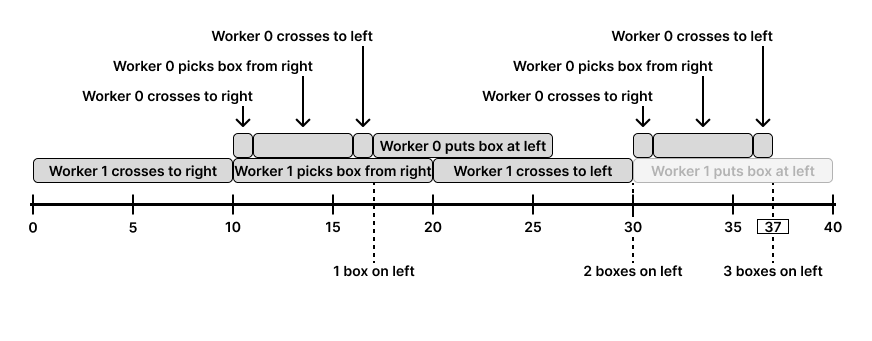 Worker 0 crosses to left
Worker 0 crosses to left
Worker 0 picks box from right
Worker 0 picks box from right
Worker 0 crosses to right
Worker 0 crosses to right
Worker 0 puts box at left
Worker 1 crosses to right
Worker 1 picks box from right
Worker 1 crosses to left
Worker 1 puts box at left
0 5 10 15 20 25 30 35 37 40
1 box on left
2 boxes on left
3 boxes on left